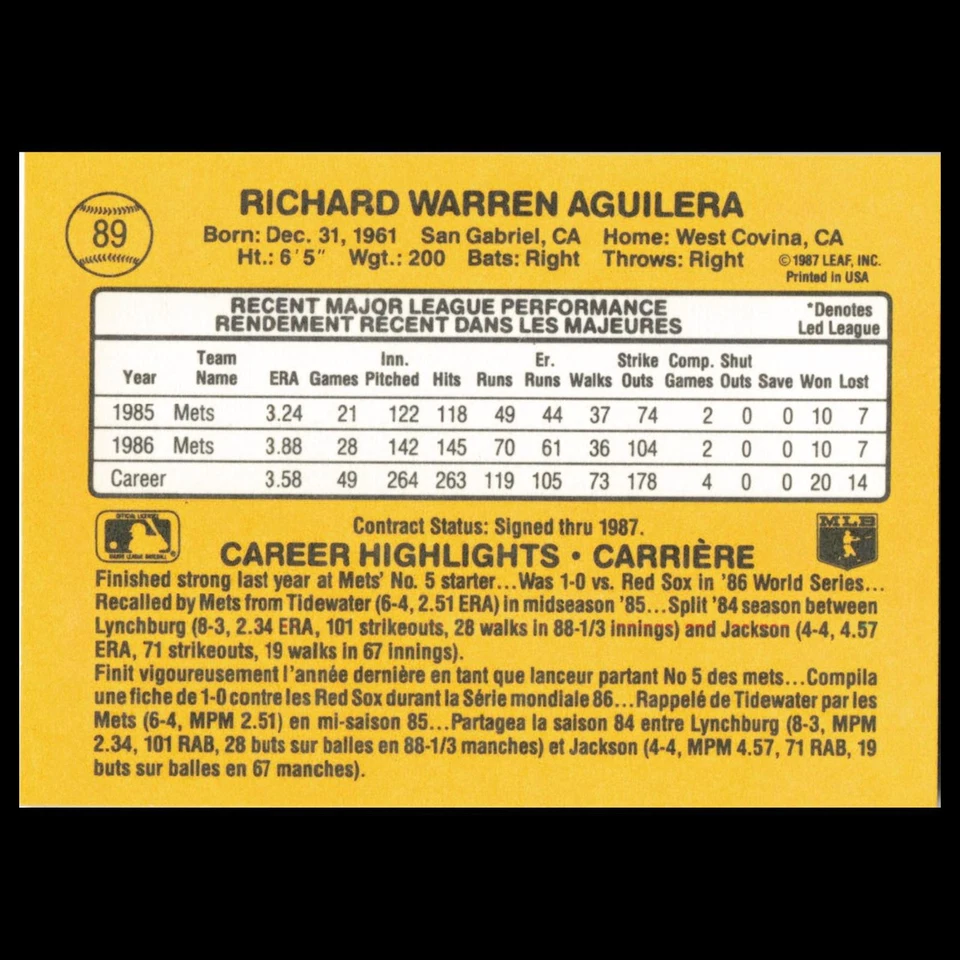 89
RICHARD WARREN AGUILERA
Born: Dec. 31, 1961 San Gabriel, CA Home: West Covina, CA
Ht.: 6'5" Wgt.: 200 Bats: Right Throws: Right
©1987 LEAF, INC.
Printed in USA
RECENT MAJOR LEAGUE PERFORMANCE
RENDEMENT RÉCENT DANS LES MAJEURES
*Denotes
Led League
Team Inn. Er. Strike Comp. Shut
Year Name ERA Games Pitched Hits Runs Runs Walks Outs Games Outs Save Won Lost
1985 Mets 3.24 21 122 118 49 44 37 74 2 0 0 10 7
1986 Mets 3.88 28 142 145 70 61 36 104 2 0 0 10 7
Career 3.58 49 264 263 119 105 73 178 4 0 0 20 14
OFFICIAL LICENSEE
MAJOR LEAGUE BASEBALL
Contract Status: Signed thru 1987.
MLB
CAREER HIGHLIGHTS • CARRIÈRE
Finished strong last year at Mets' No. 5 starter...Was 1-0 vs. Red Sox in '86 World Series...
Recalled by Mets from Tidewater (6-4, 2.51 ERA) in midseason '85...Split '84 season between
Lynchburg (8-3, 2.34 ERA, 101 strikeouts, 28 walks in 88-1/3 innings) and Jackson (4-4, 4.57
ERA, 71 strikeouts, 19 walks in 67 innings).
Finit vigoureusement l'année dernière en tant que lanceur partant No 5 des mets...Compila
une fiche de 1-0 contre les Red Sox durant la Série mondiale 86...Rappelé de Tidewater par les
Mets (6-4, MPM 2.51) en mi-saison 85...Partagea la saison 84 entre Lynchburg (8-3, MPM
2.34, 101 RAB, 28 buts sur balles en 88-1/3 manches) et Jackson (4-4, MPM 4.57, 71 RAB, 19
buts sur balles en 67 manches).